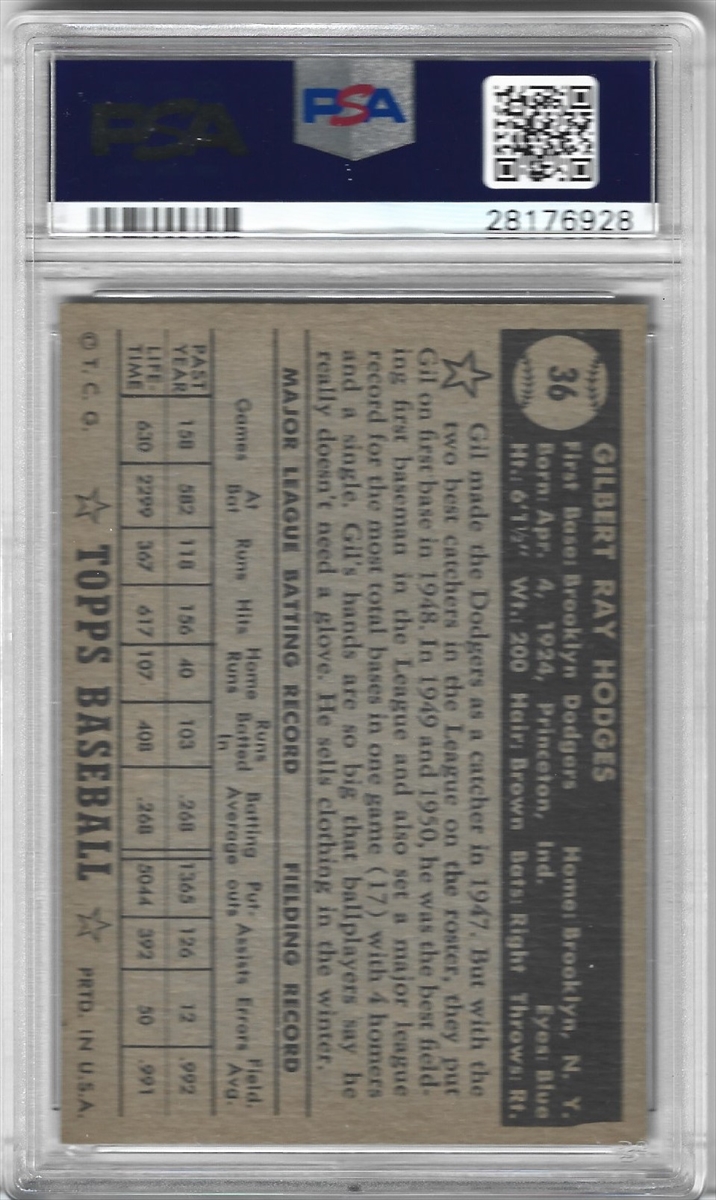 PSA
PSA
28176928
36
GILBERT RAY HODGES
First Base: Brooklyn Dodgers Home: Brooklyn, N. Y.
Born: Apr. 4, 1924, Princeton, Ind. Eyes: Blue
Ht.: 6'1½" Wt.: 200 Hair: Brown Bats: Right Throws: Rt.
Gil made the Dodgers as a catcher in 1947. But with the
two best catchers in the League on the roster, they put
Gil on first base in 1948. In 1949 and 1950, he was the best field-
ing first baseman in the League and also set a major league
record for the most total bases in one game (17) with 4 homers
and a single. Gil's hands are so big that ballplayers say he
really doesn't need a glove. He sells clothing in the winter.
MAJOR LEAGUE BATTING RECORD FIELDING RECORD
Games At Bat Runs Hits Home Runs Runs Batted In Batting Average Put-outs Assists Errors Field. Avg.
PAST YEAR 158 582 118 156 40 103 .268 1365 126 12 .992
LIFE-TIME 630 2299 367 617 107 408 .268 5044 392 50 .991
© T. C. G. TOPPS BASEBALL PRTD. IN U.S.A.